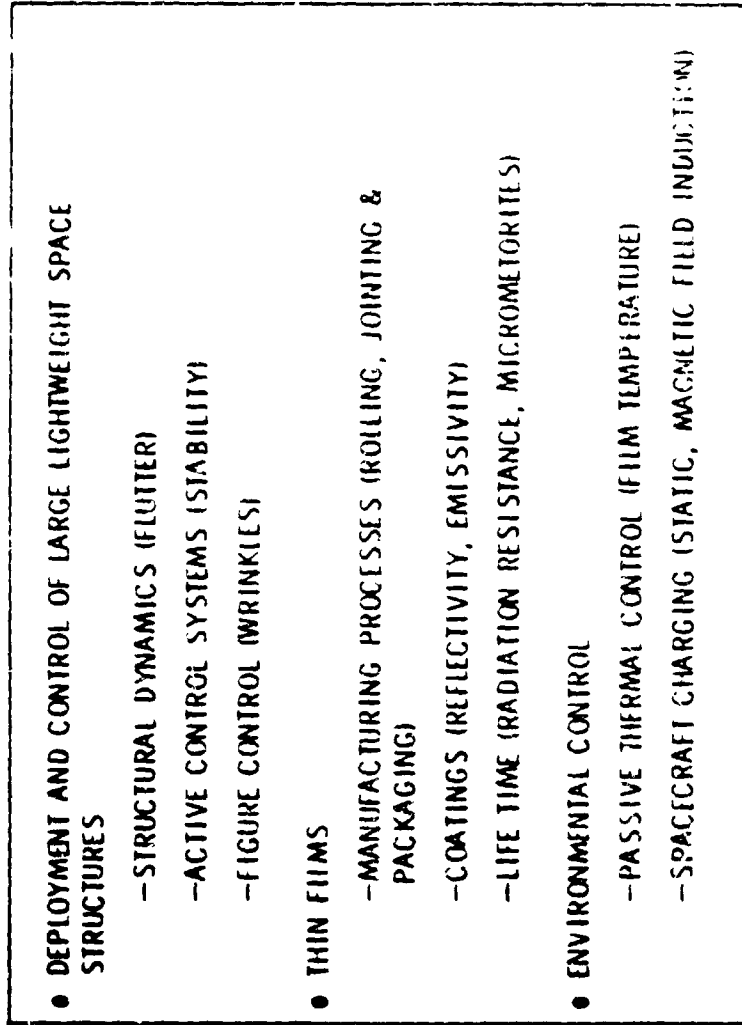 ● DEPLOYMENT AND CONTROL OF LARGE LIGHTWEIGHT SPACE
STRUCTURES
–STRUCTURAL DYNAMICS (FLUTTER)
–ACTIVE CONTROL SYSTEMS (STABILITY)
–FIGURE CONTROL (WRINKLES)
● THIN FILMS
–MANUFACTURING PROCESSES (ROLLING, JOINTING &
PACKAGING)
–COATINGS (REFLECTIVITY, EMISSIVITY)
–LIFE TIME (RADIATION RESISTANCE, MICROMETORITES)
● ENVIRONMENTAL CONTROL
–PASSIVE THERMAL CONTROL (FILM TEMPERATURE)
–SPACECRAFT CHARGING (STATIC, MAGNETIC FIELD INDUCTION)